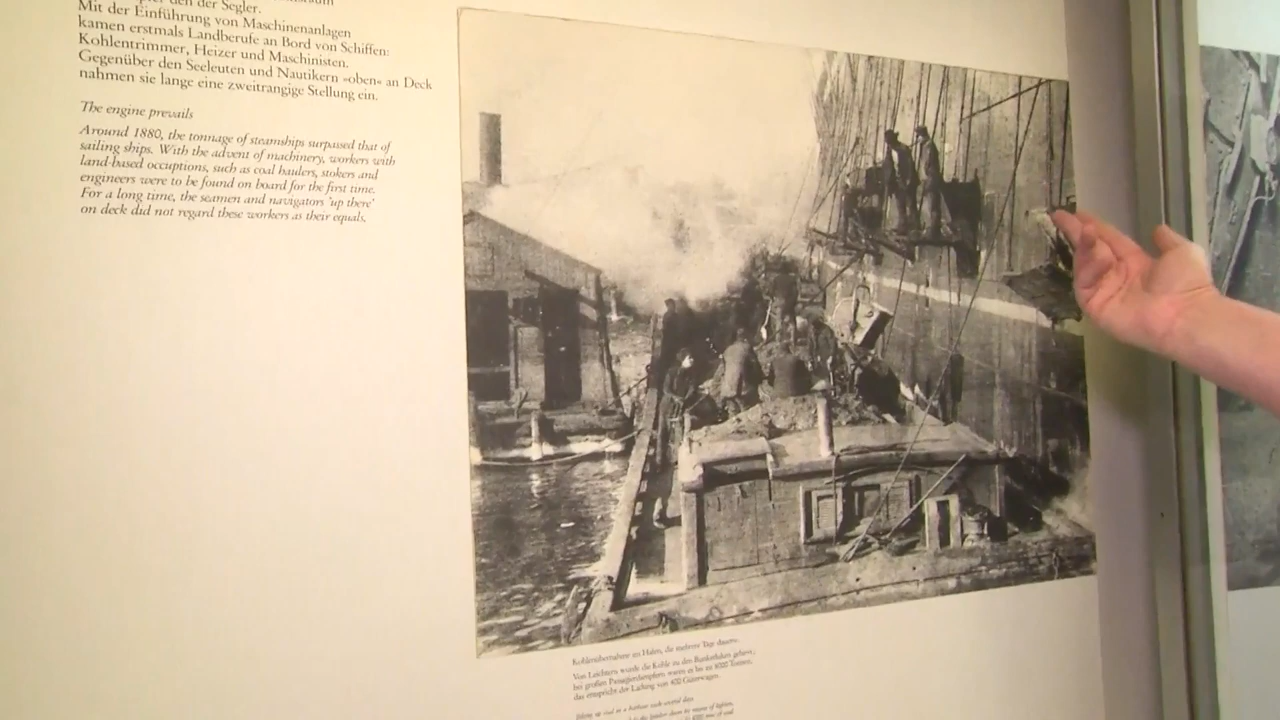 den der Segler.
Mit der Einführung von Maschinenanlagen
kamen erstmals Landberufe an Bord von Schiffen:
Kohlentrimmer, Heizer und Maschinisten.
Gegenüber den Seeleuten und Nautikern »oben« an Deck
nahmen sie lange eine zweitrangige Stellung ein.
The engine prevails
Around 1880, the tonnage of steamships surpassed that of
sailing ships. With the advent of machinery, workers with
land-based occuptions, such as coal haulers, stokers and
engineers were to be found on board for the first time.
For a long time, the seamen and navigators 'up there'
on deck did not regard these workers as their equals.
Kohlenübernahme im Hafen, die mehrere Tage dauerte.
Von Leichtern wurde die Kohle zu den Bunkerluken gehievt,
bei großen Passagierdampfern waren es bis zu 8000 Tonnen,
das entspricht der Ladung von 400 Güterwagen.